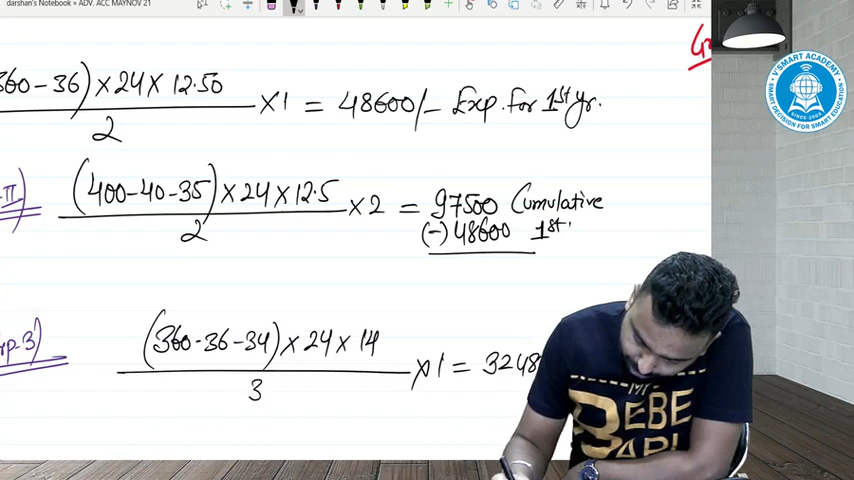 darshan's Notebook » ADV. ACC MAYNOV 21
360-36) × 24 × 12.50
2
×1 = 48600/- Exp. For 1st yr.
-II)
(400-40-35) × 24 × 12.5
2
×2 = 97500 Cumulative
(-) 48600 1st.
rp-3)
(360-36-34) × 24 × 14
3
×1 = 3248
V'SMART ACADEMY
SINCE-2005
SMART DECISION FOR SMART EDUCATION
MY
BEBE